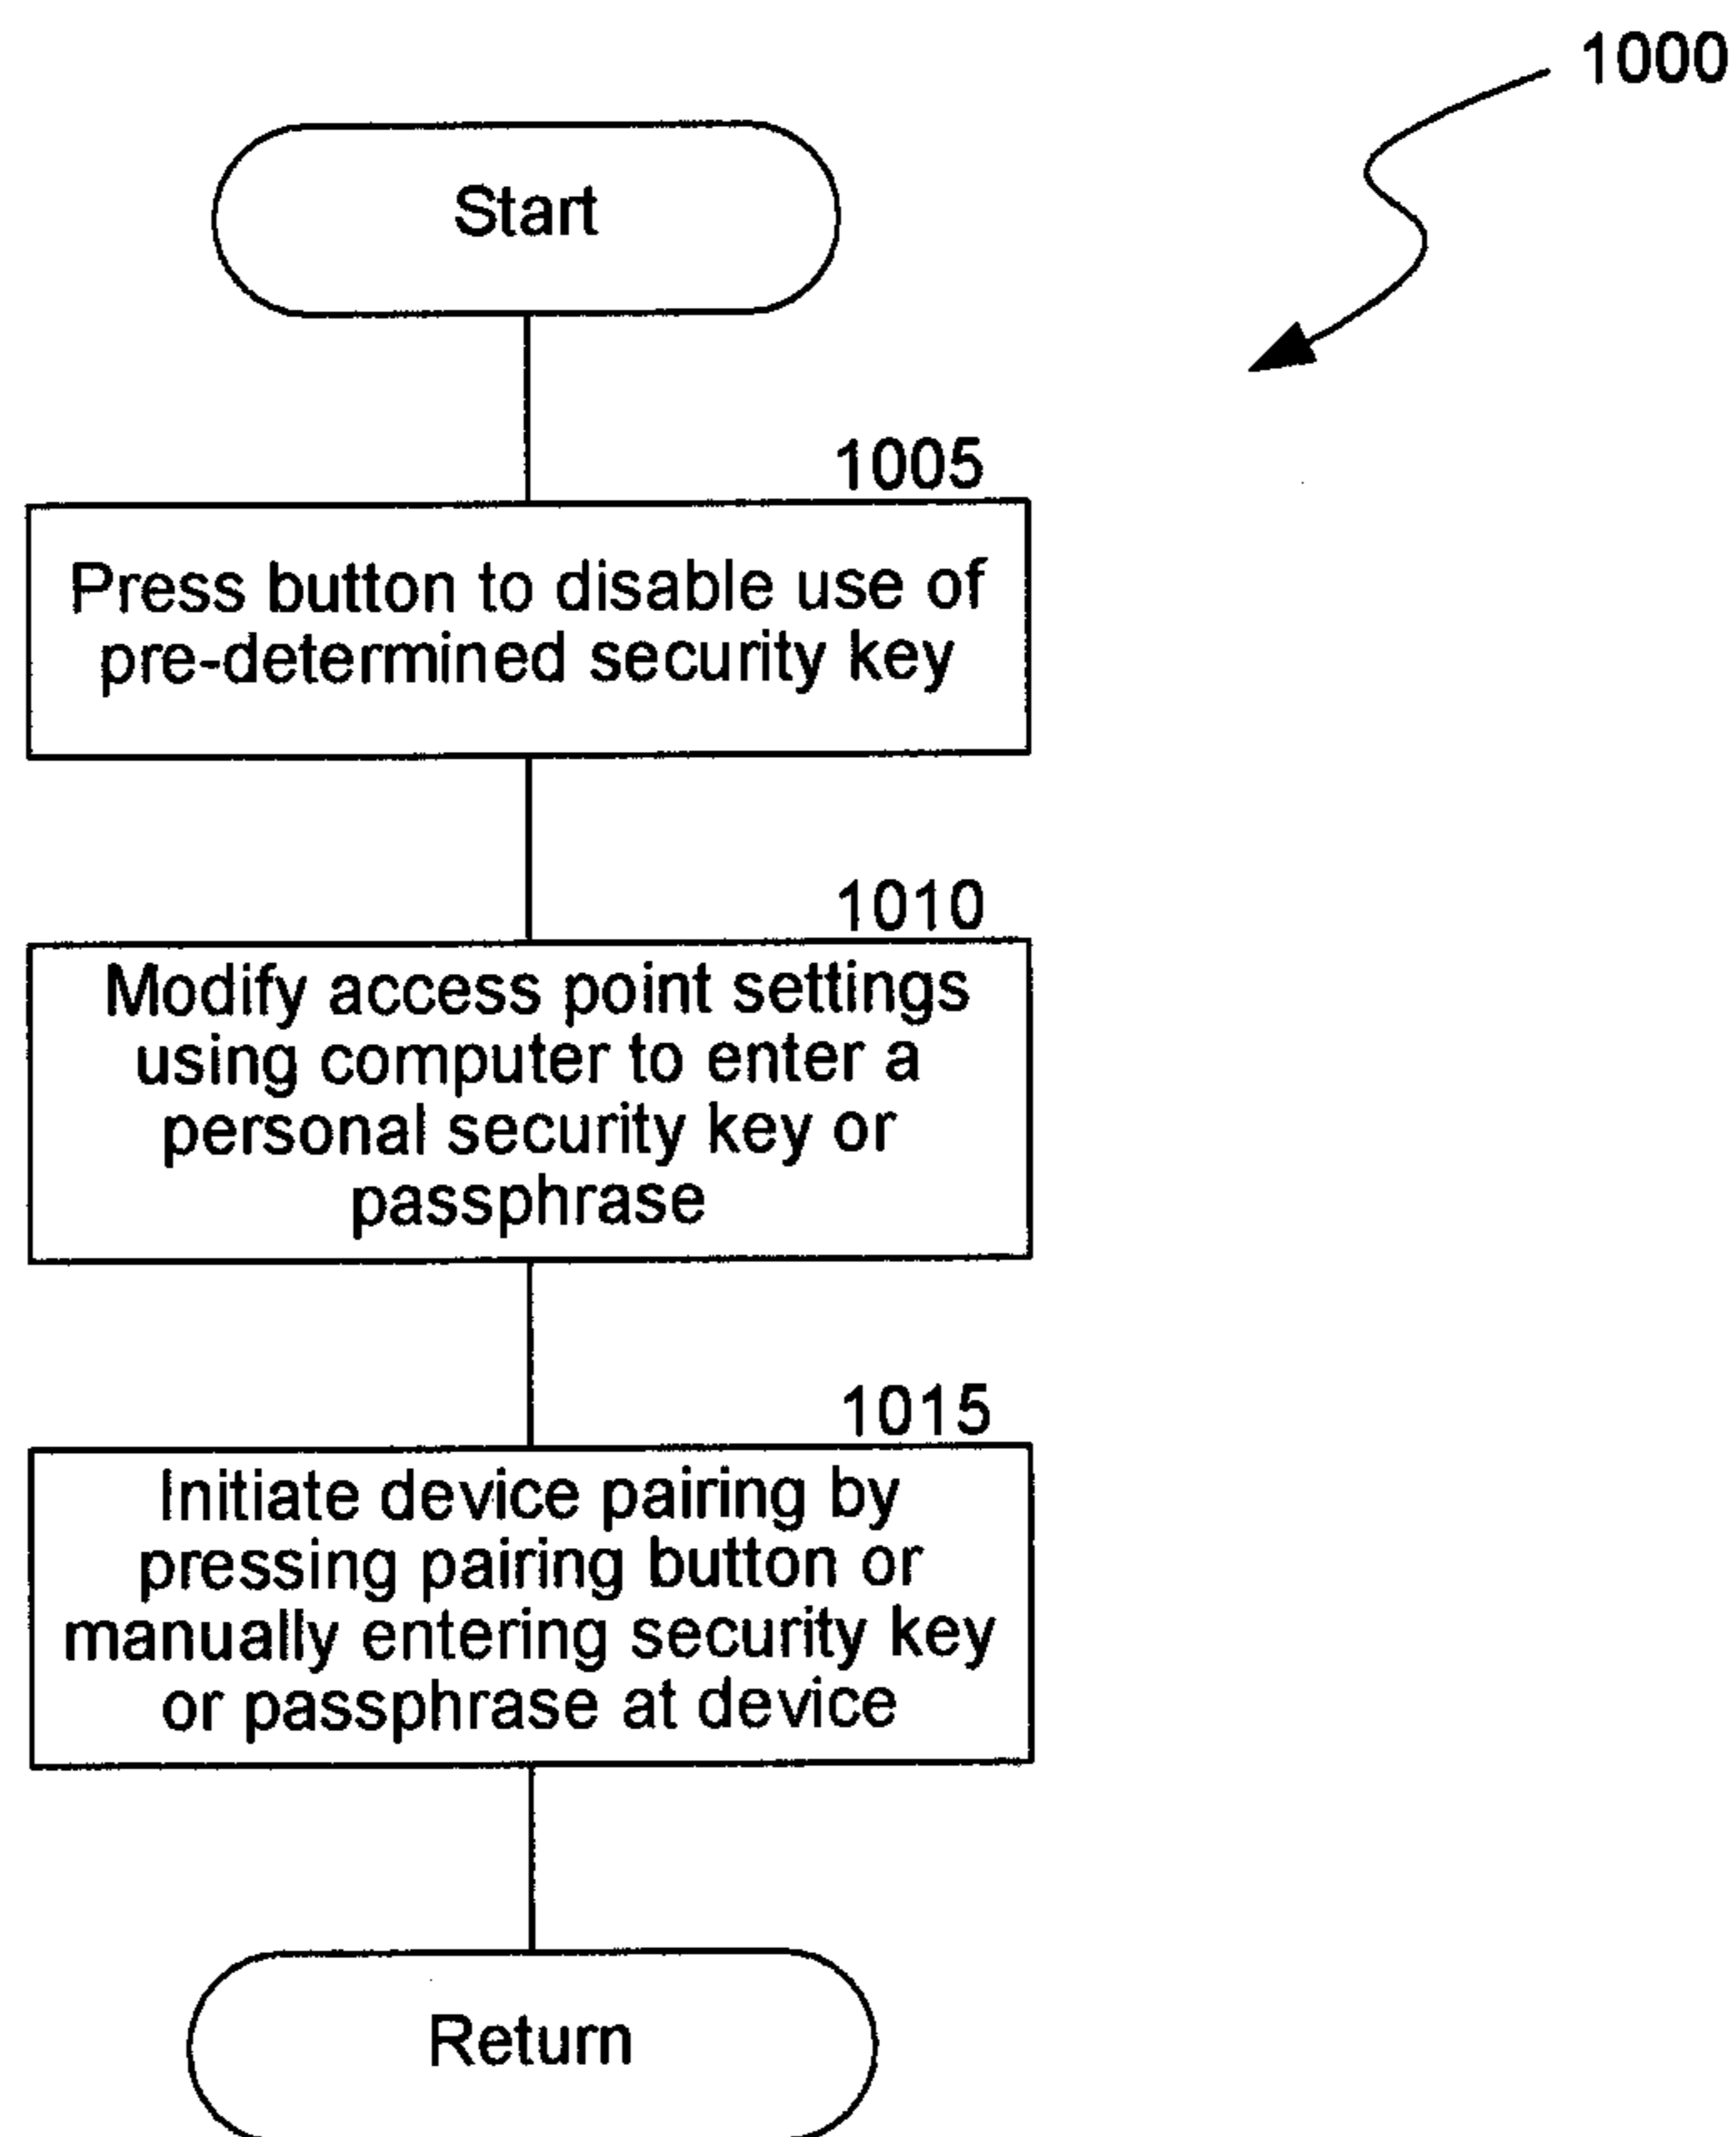 1000
Start
1005
Press button to disable use of
pre-determined security key
1010
Modify access point settings
using computer to enter a
personal security key or
passphrase
1015
Initiate device pairing by
pressing pairing button or
manually entering security key
or passphrase at device
Return